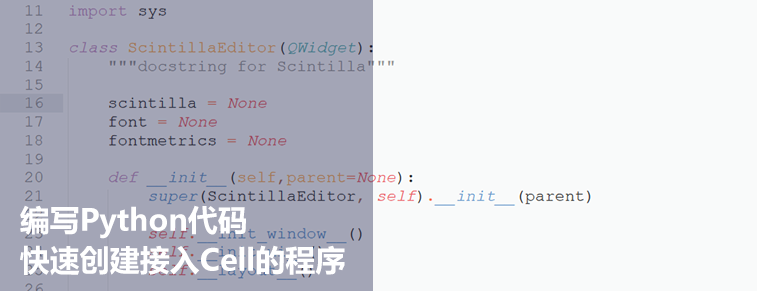 11 import sys
12
13 class ScintillaEditor(QWidget):
14 """docstring for Scintilla"""
15
16 scintilla = None
17 font = None
18 fontmetrics = None
19
20 def __init__(self,parent=None):
21 super(ScintillaEditor, self).__init__(parent)
编写Python代码
self.__init_window__()
快速创建接入Cell的程序